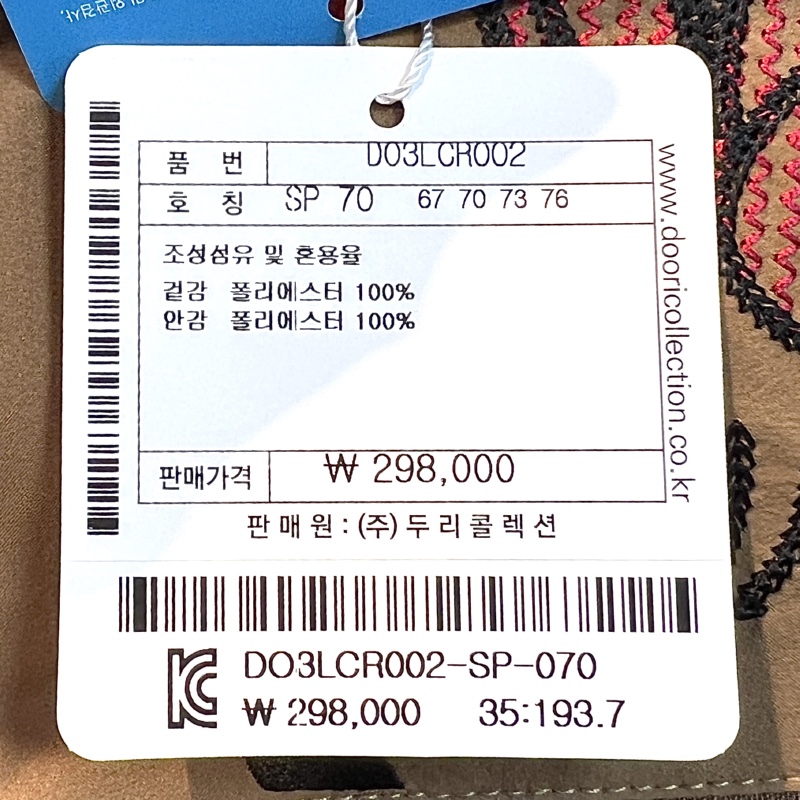 품 번 DO3LCR002
호 칭 SP 70 67 70 73 76
조성섬유 및 혼용율
겉감 폴리에스터 100%
안감 폴리에스터 100%
판매가격 ₩ 298,000
판매원 : (주)두리콜렉션
www.dooricollection.co.kr
DO3LCR002-SP-070
₩ 298,000 35:193.7